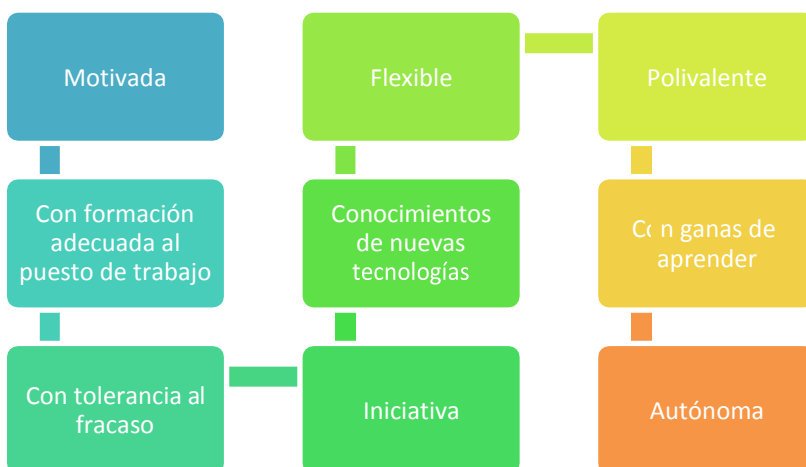 Motivada
Con formación
adecuada al
puesto de trabajo
Con tolerancia al
fracaso
Iniciativa
Conocimientos
de nuevas
tecnologías
Flexible
Polivalente
Con ganas de
aprender
Autónoma